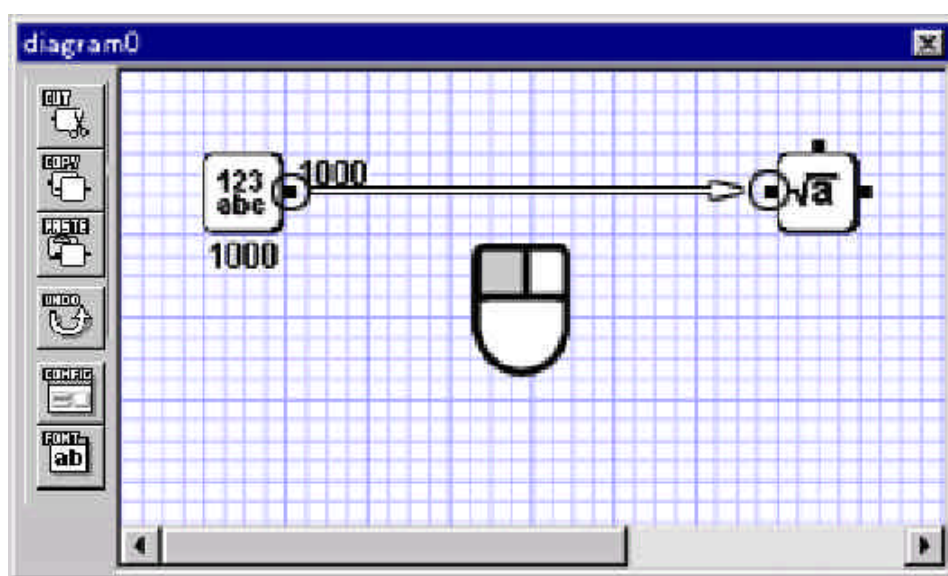 diagram0
CUT
COPY
PASTE
UNDO
CONFIG
FONT
ab
123
abc
1000
1000
√a